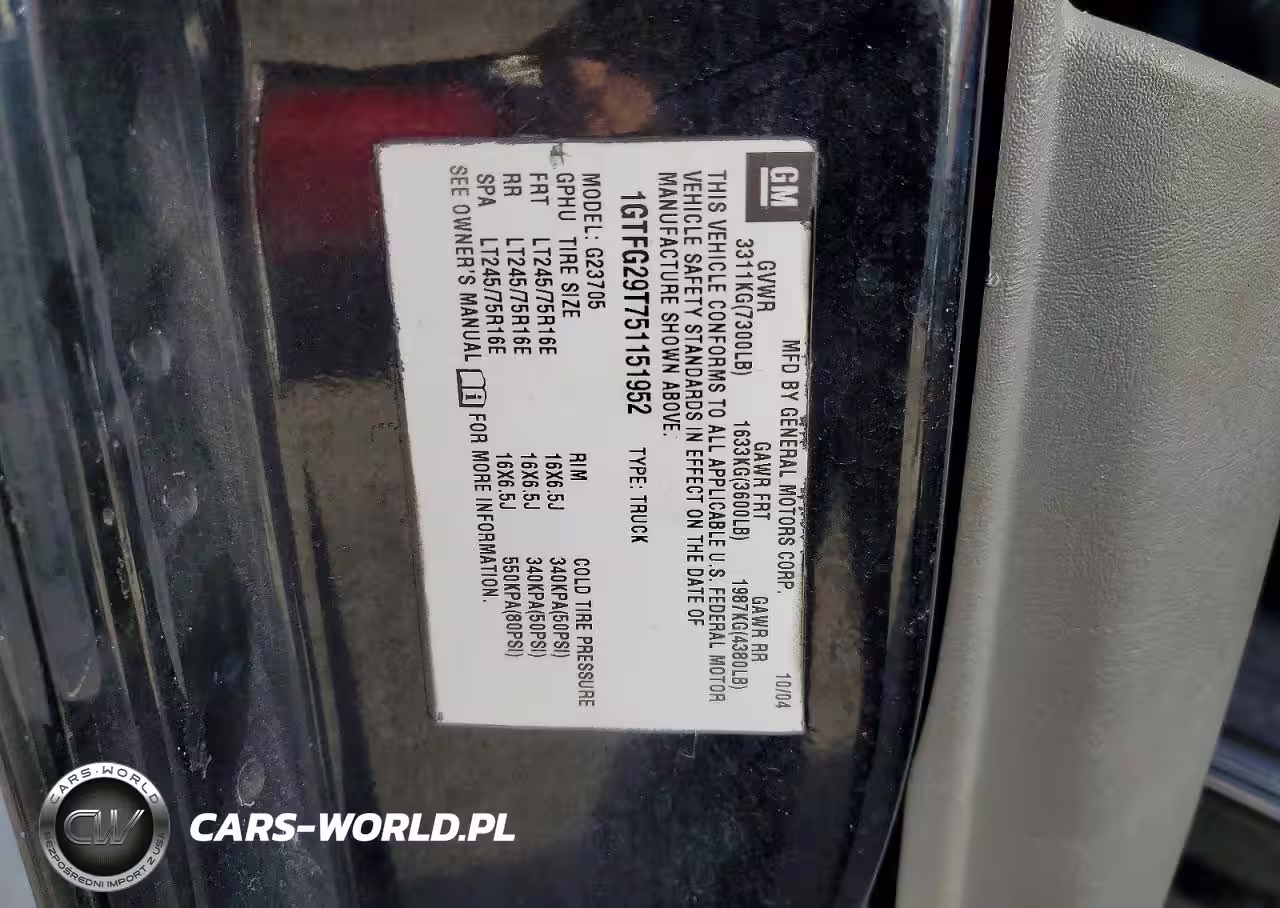 GM
MFD BY GENERAL MOTORS CORP. 10/04
GVWR GAWR FRT GAWR RR
3311KG(7300LB) 1633KG(3600LB) 1987KG(4380LB)
THIS VEHICLE CONFORMS TO ALL APPLICABLE U.S. FEDERAL MOTOR
VEHICLE SAFETY STANDARDS IN EFFECT ON THE DATE OF
MANUFACTURE SHOWN ABOVE.
1GTFG29T751151952 TYPE: TRUCK
MODEL: G23705
GPHU TIRE SIZE RIM COLD TIRE PRESSURE
FRT LT245/75R16E 16X6.5J 340KPA(50PSI)
RR LT245/75R16E 16X6.5J 340KPA(50PSI)
SPA LT245/75R16E 16X6.5J 550KPA(80PSI)
SEE OWNER'S MANUAL i FOR MORE INFORMATION.
CARS-WORLD
CW
BEZPOŚREDNI IMPORT Z USA
CARS-WORLD.PL